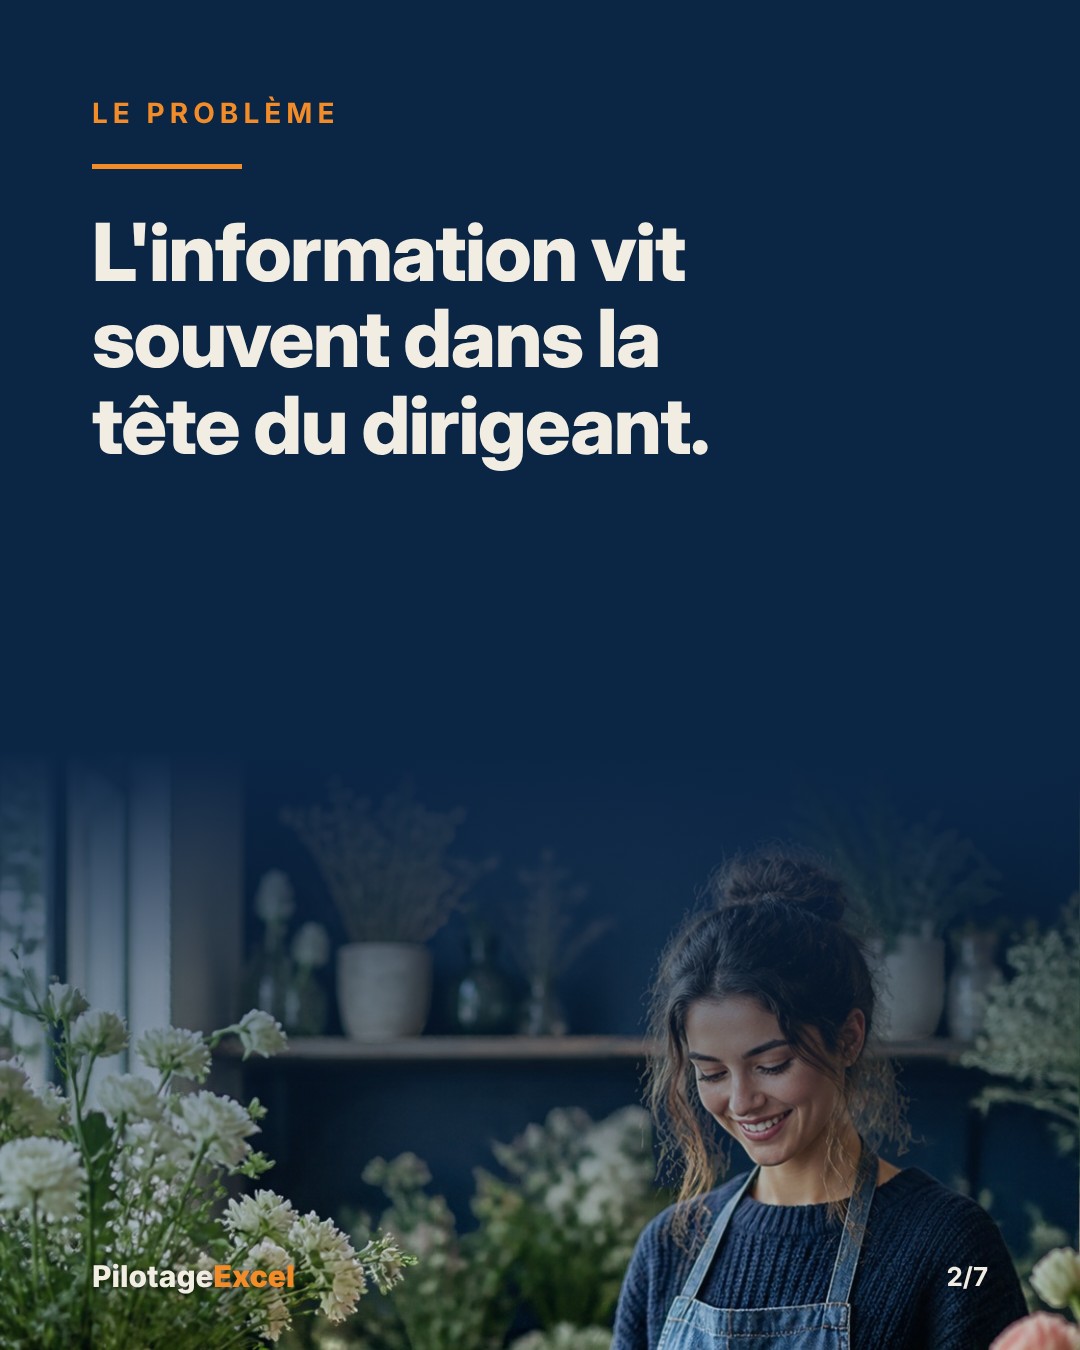 LE PROBLÈME
L'information vit
souvent dans la
tête du dirigeant.
PilotageExcel
2/7